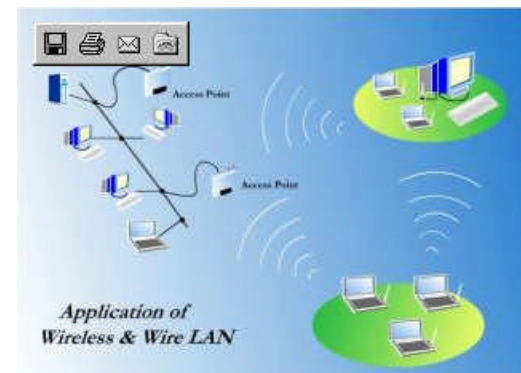 Access Point
Access Point
Application of
Wireless & Wire LAN